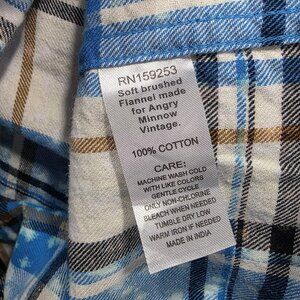 RN159253
Soft brushed
Flannel made
for Angry
Minnow
Vintage.
100% COTTON
CARE:
MACHINE WASH COLD
WITH LIKE COLORS
GENTLE CYCLE
ONLY NON-CHLORINE
BLEACH WHEN NEEDED
TUMBLE DRY LOW
WARM IRON IF NEEDED
MADE IN INDIA